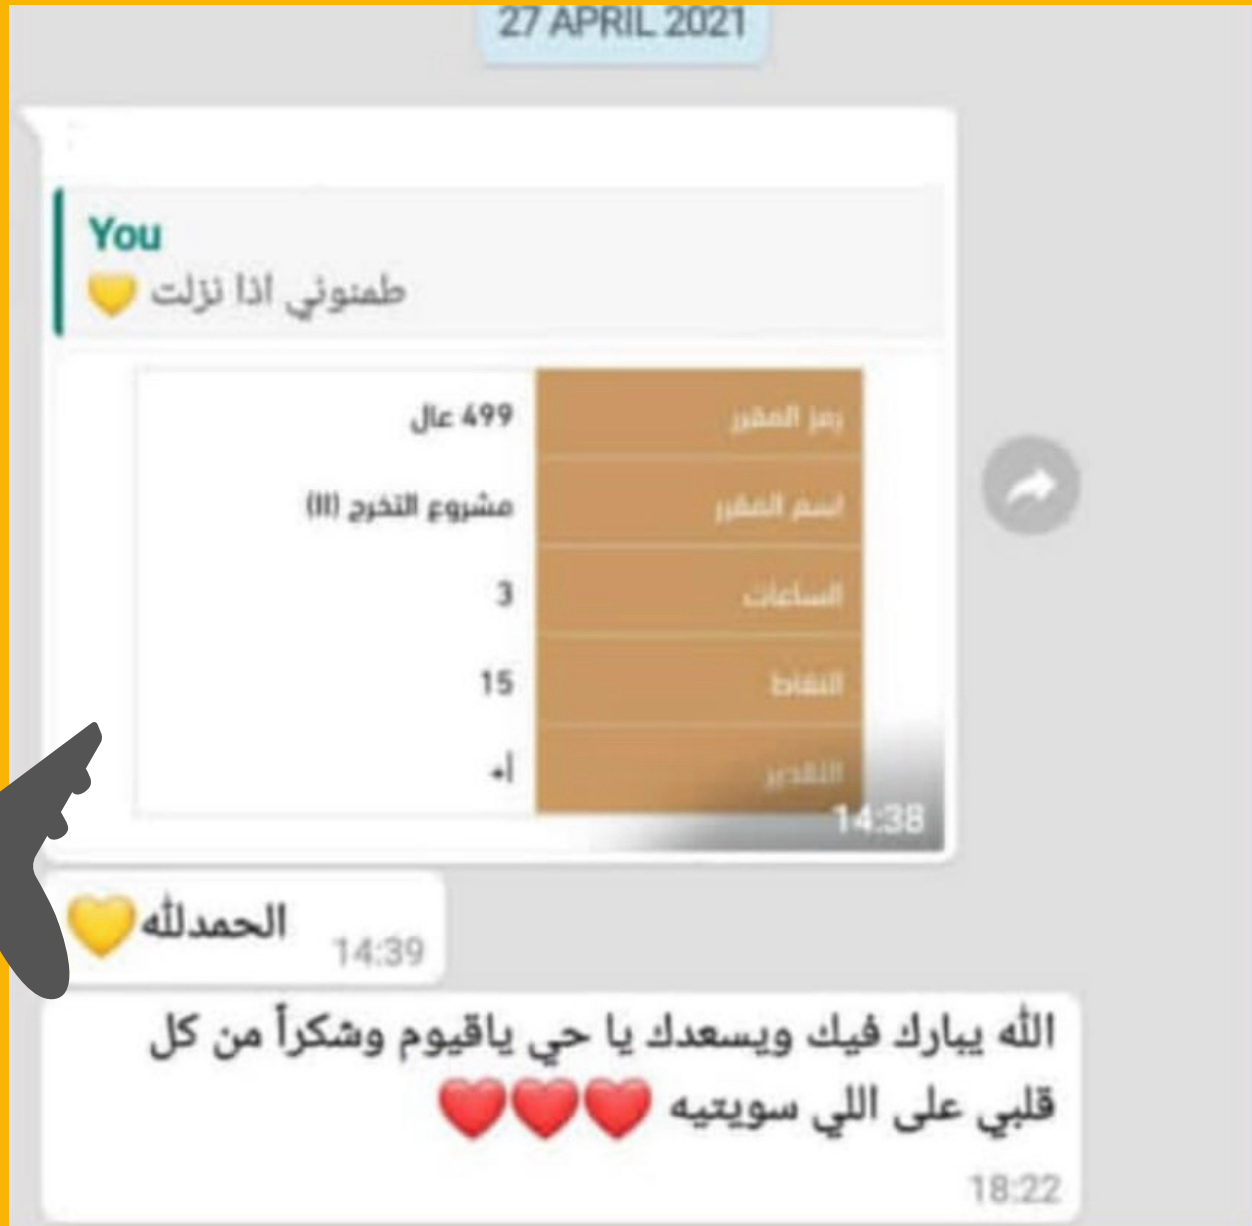 27 APRIL 2021
You
طمنوني اذا نزلت 💛
رمز المقرر 499 عال
اسم المقرر مشروع التخرج (II)
الساعات 3
النقاط 15
التقدير أ+
14:38
الحمدلله💛
14:39
الله يبارك فيك ويسعدك يا حي ياقيوم وشكراً من كل
قلبي على اللي سويتيه ❤️❤️❤️
18:22